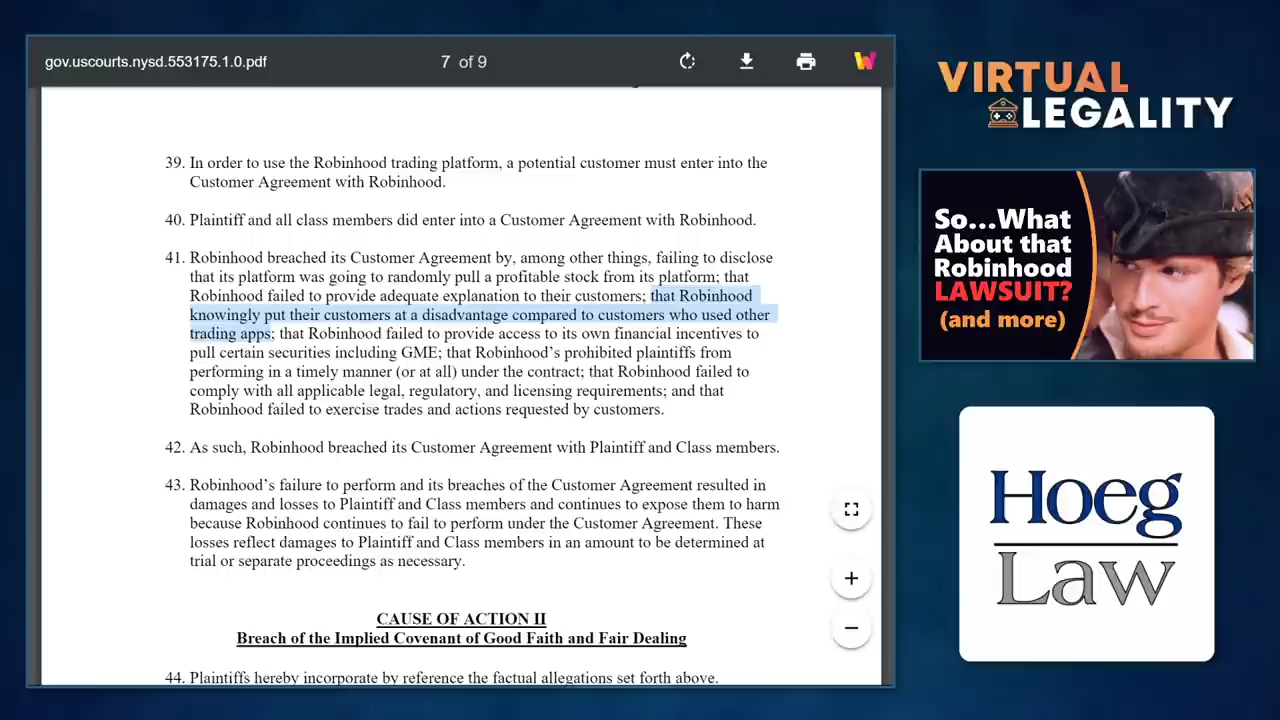 gov.uscourts.nysd.553175.1.0.pdf
7 of 9
39. In order to use the Robinhood trading platform, a potential customer must enter into the
Customer Agreement with Robinhood.
40. Plaintiff and all class members did enter into a Customer Agreement with Robinhood.
41. Robinhood breached its Customer Agreement by, among other things, failing to disclose
that its platform was going to randomly pull a profitable stock from its platform; that
Robinhood failed to provide adequate explanation to their customers; that Robinhood
knowingly put their customers at a disadvantage compared to customers who used other
trading apps; that Robinhood failed to provide access to its own financial incentives to
pull certain securities including GME; that Robinhood's prohibited plaintiffs from
performing in a timely manner (or at all) under the contract; that Robinhood failed to
comply with all applicable legal, regulatory, and licensing requirements; and that
Robinhood failed to exercise trades and actions requested by customers.
42. As such, Robinhood breached its Customer Agreement with Plaintiff and Class members.
43. Robinhood's failure to perform and its breaches of the Customer Agreement resulted in
damages and losses to Plaintiff and Class members and continues to expose them to harm
because Robinhood continues to fail to perform under the Customer Agreement. These
losses reflect damages to Plaintiff and Class members in an amount to be determined at
trial or separate proceedings as necessary.
CAUSE OF ACTION II
Breach of the Implied Covenant of Good Faith and Fair Dealing
44. Plaintiffs hereby incorporate by reference the factual allegations set forth above.
VIRTUAL
LEGALITY
So...What
About that
Robinhood
LAWSUIT?
(and more)
Hoeg
Law